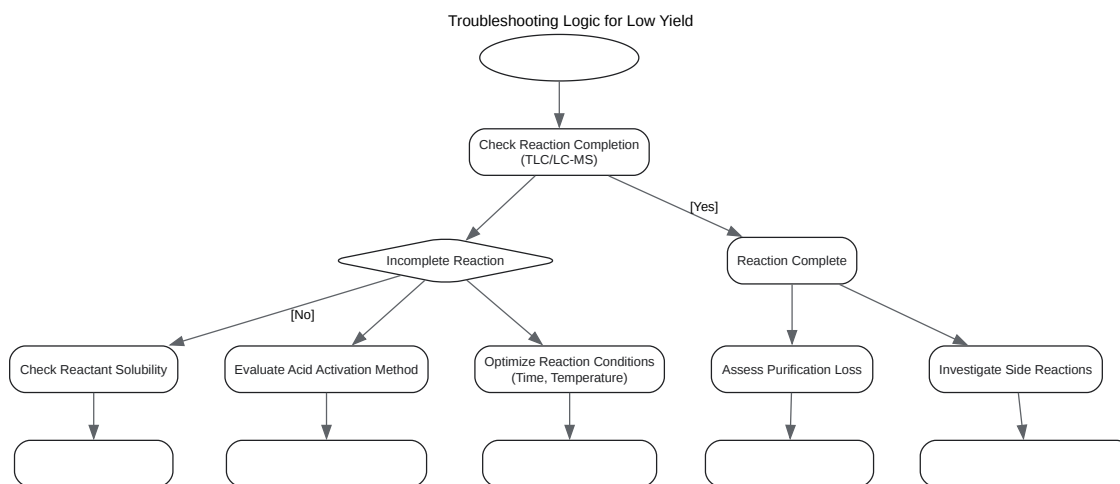 Troubleshooting Logic for Low Yield
Check Reaction Completion
(TLC/LC-MS)
[Yes]
Incomplete Reaction
Reaction Complete
[No]
Check Reactant Solubility
Evaluate Acid Activation Method
Optimize Reaction Conditions
(Time, Temperature)
Assess Purification Loss
Investigate Side Reactions